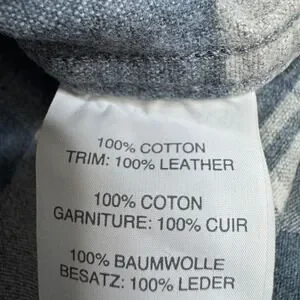 100% COTTON
TRIM: 100% LEATHER
100% COTON
GARNITURE: 100% CUIR
100% BAUMWOLLE
BESATZ: 100% LEDER